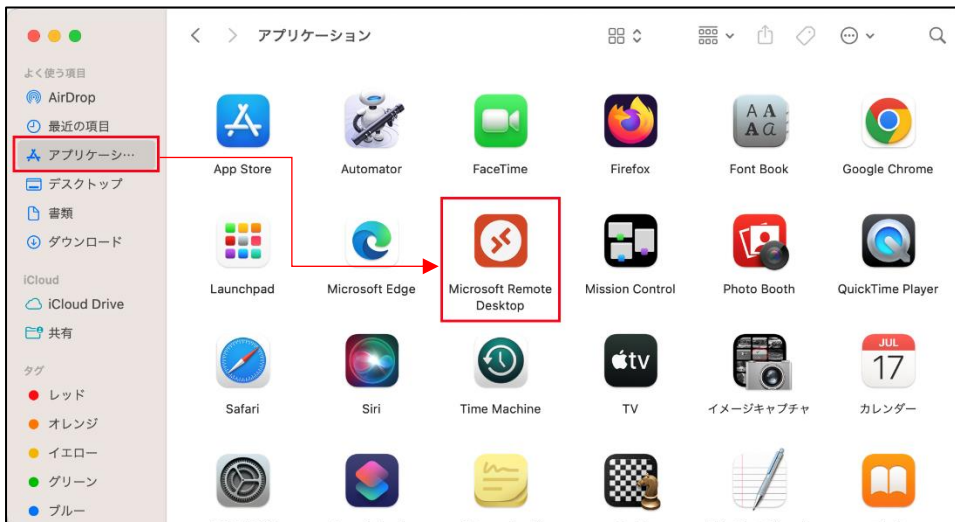 アプリケーション
よく使う項目
AirDrop
最近の項目
アプリケーシ…
デスクトップ
書類
ダウンロード
iCloud
iCloud Drive
共有
タグ
レッド
オレンジ
イエロー
グリーン
ブルー
App Store
Automator
FaceTime
Firefox
Font Book
Google Chrome
Launchpad
Microsoft Edge
Microsoft Remote
Desktop
Mission Control
Photo Booth
QuickTime Player
Safari
Siri
Time Machine
tv
TV
イメージキャプチャ
JUL
17
カレンダー